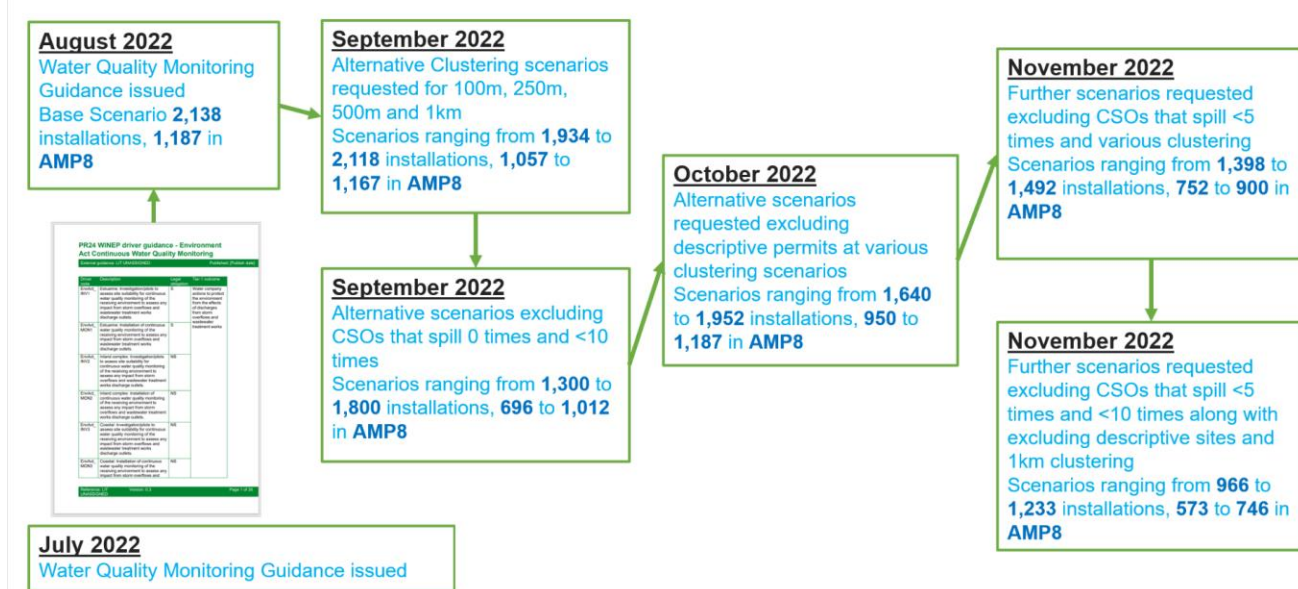 August 2022
Water Quality Monitoring
Guidance issued
Base Scenario 2,138
installations, 1,187 in
AMP8
September 2022
Alternative Clustering scenarios
requested for 100m, 250m,
500m and 1km
Scenarios ranging from 1,934 to
2,118 installations, 1,057 to
1,167 in AMP8
September 2022
Alternative scenarios excluding
CSOs that spill 0 times and <10
times
Scenarios ranging from 1,300 to
1,800 installations, 696 to 1,012
in AMP8
October 2022
Alternative scenarios
requested excluding
descriptive permits at various
clustering scenarios
Scenarios ranging from 1,640
to 1,952 installations, 950 to
1,187 in AMP8
November 2022
Further scenarios requested
excluding CSOs that spill <5
times and various clustering
Scenarios ranging from 1,398 to
1,492 installations, 752 to 900 in
AMP8
November 2022
Further scenarios requested
excluding CSOs that spill <5
times and <10 times along with
excluding descriptive sites and
1km clustering
Scenarios ranging from 966 to
1,233 installations, 573 to 746 in
AMP8
PR24 WINEP driver guidance - Environment
Act Continuous Water Quality Monitoring
July 2022
Water Quality Monitoring Guidance issued